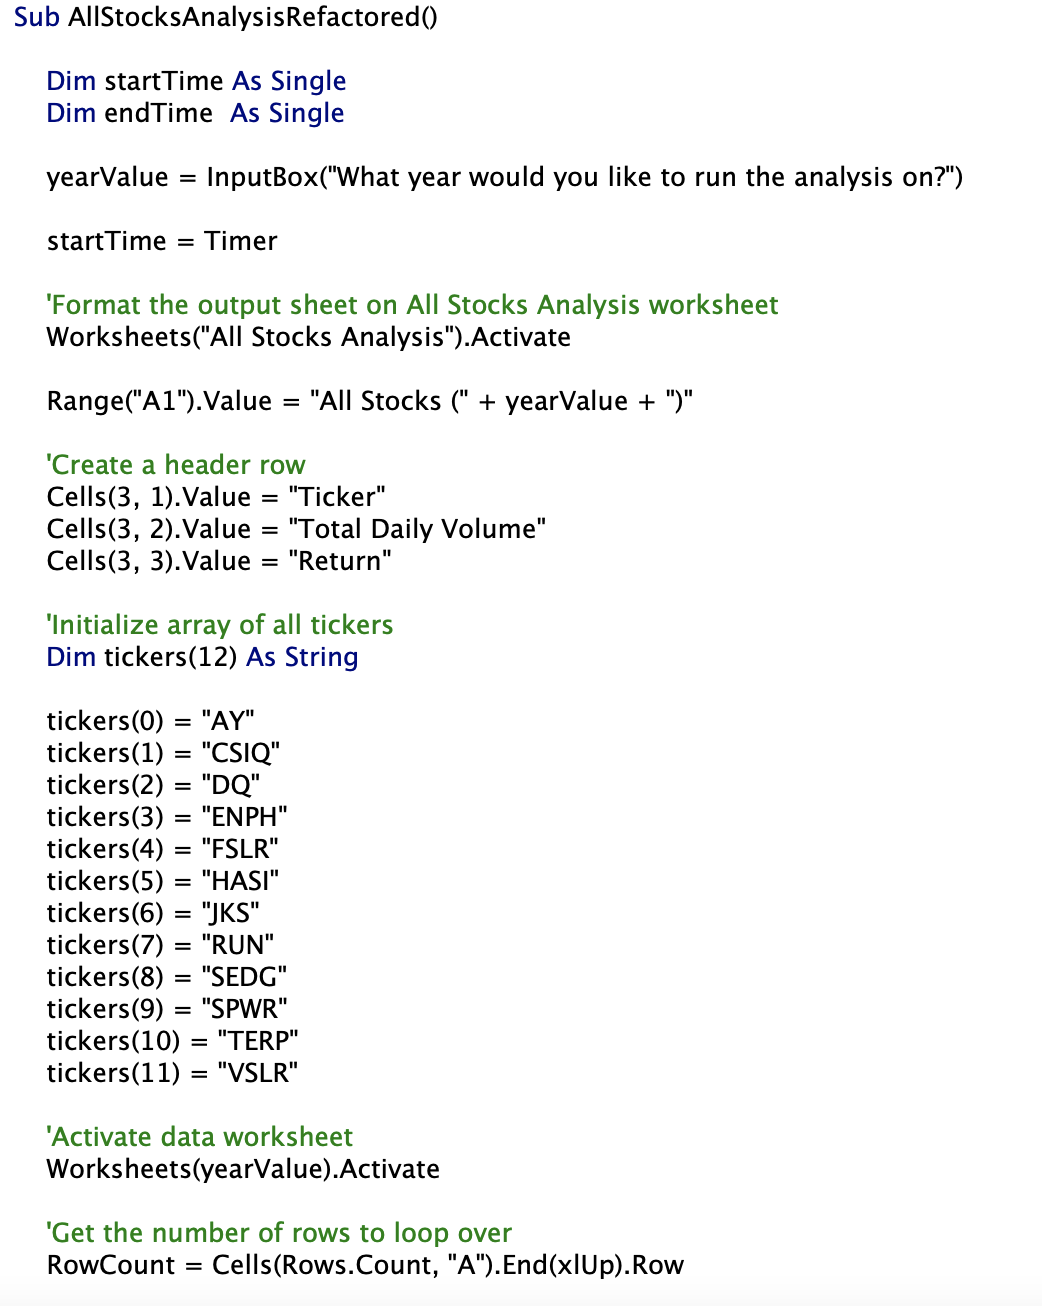 Sub AllStocksAnalysisRefactored()
Dim startTime As Single
Dim endTime  As Single
yearValue = InputBox("What year would you like to run the analysis on?")
startTime = Timer
'Format the output sheet on All Stocks Analysis worksheet
Worksheets("All Stocks Analysis").Activate
Range("A1").Value = "All Stocks (" + yearValue + ")"
'Create a header row
Cells(3, 1).Value = "Ticker"
Cells(3, 2).Value = "Total Daily Volume"
Cells(3, 3).Value = "Return"
'Initialize array of all tickers
Dim tickers(12) As String
tickers(0) = "AY"
tickers(1) = "CSIQ"
tickers(2) = "DQ"
tickers(3) = "ENPH"
tickers(4) = "FSLR"
tickers(5) = "HASI"
tickers(6) = "JKS"
tickers(7) = "RUN"
tickers(8) = "SEDG"
tickers(9) = "SPWR"
tickers(10) = "TERP"
tickers(11) = "VSLR"
'Activate data worksheet
Worksheets(yearValue).Activate
'Get the number of rows to loop over
RowCount = Cells(Rows.Count, "A").End(xlUp).Row